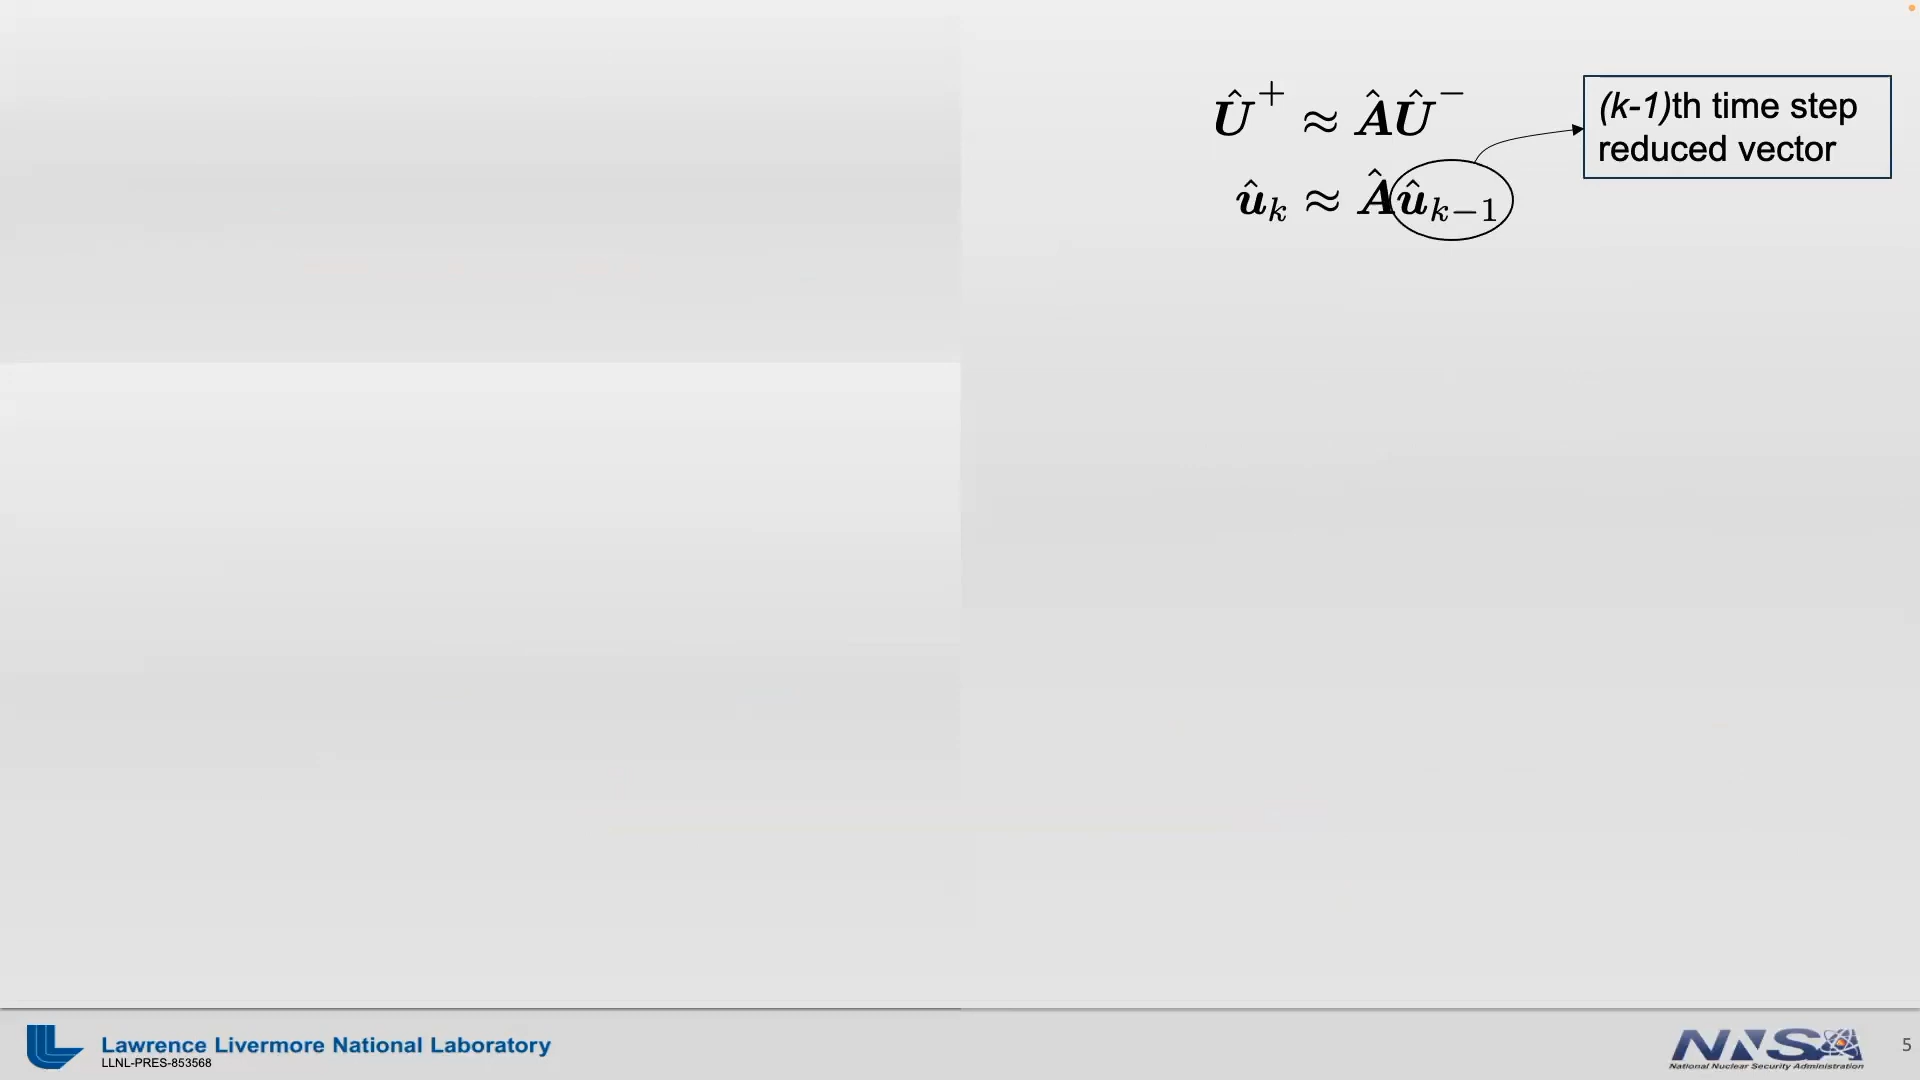 Û⁺ ≈ ÂÛ⁻
û_k ≈ Âû_{k−1}
(k-1)th time step
reduced vector
Lawrence Livermore National Laboratory
LLNL-PRES-853568
NNSA
National Nuclear Security Administration
5